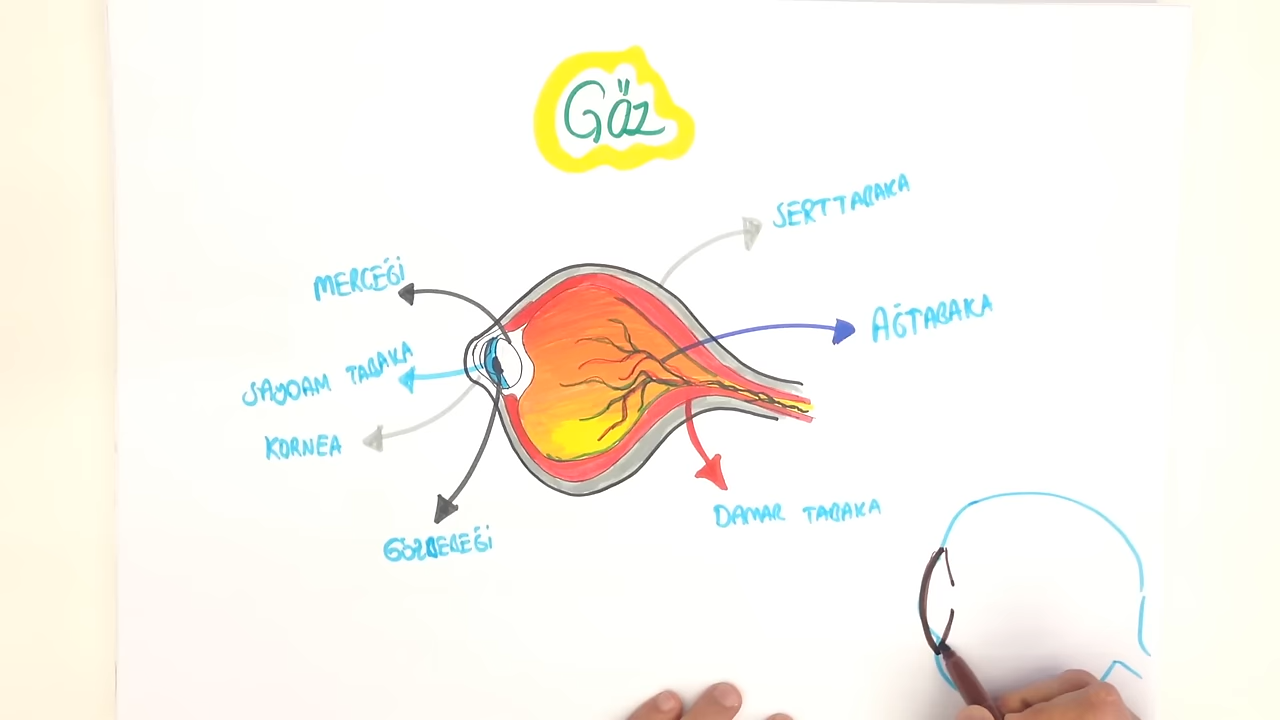 Göz
SERTTABAKA
MERCEĞİ
AĞTABAKA
SAYDAM TABAKA
KORNEA
DAMAR TABAKA
GÖZBEBEĞİ